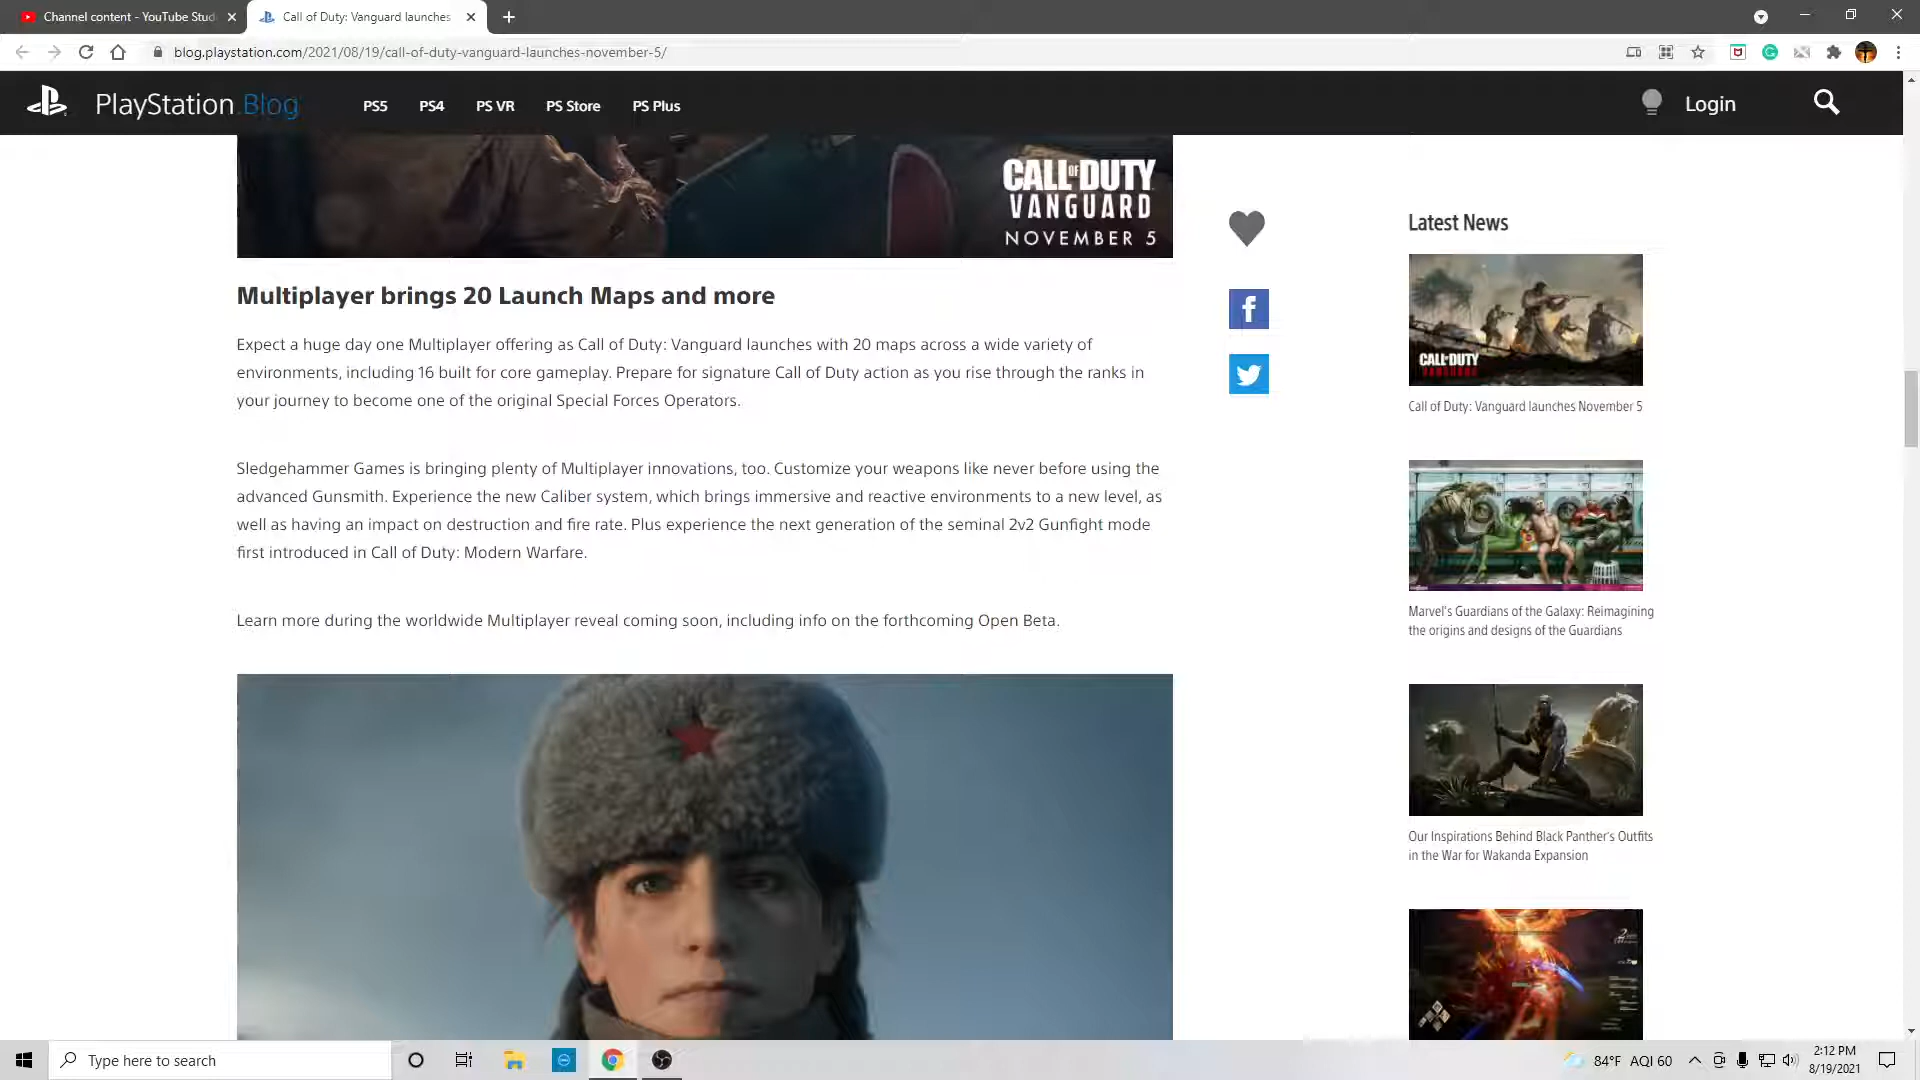 Channel content - YouTube Stud
Call of Duty: Vanguard launches
blog.playstation.com/2021/08/19/call-of-duty-vanguard-launches-november-5/
PlayStation.Blog
PS5
PS4
PS VR
PS Store
PS Plus
Login
CALL OF DUTY
VANGUARD
NOVEMBER 5
Multiplayer brings 20 Launch Maps and more
Expect a huge day one Multiplayer offering as Call of Duty: Vanguard launches with 20 maps across a wide variety of
environments, including 16 built for core gameplay. Prepare for signature Call of Duty action as you rise through the ranks in
your journey to become one of the original Special Forces Operators.
Sledgehammer Games is bringing plenty of Multiplayer innovations, too. Customize your weapons like never before using the
advanced Gunsmith. Experience the new Caliber system, which brings immersive and reactive environments to a new level, as
well as having an impact on destruction and fire rate. Plus experience the next generation of the seminal 2v2 Gunfight mode
first introduced in Call of Duty: Modern Warfare.
Learn more during the worldwide Multiplayer reveal coming soon, including info on the forthcoming Open Beta.
Latest News
CALL OF DUTY
VANGUARD
Call of Duty: Vanguard launches November 5
Marvel's Guardians of the Galaxy: Reimagining
the origins and designs of the Guardians
Our Inspirations Behind Black Panther's Outfits
in the War for Wakanda Expansion
Type here to search
84°F AQI 60
2:12 PM
8/19/2021